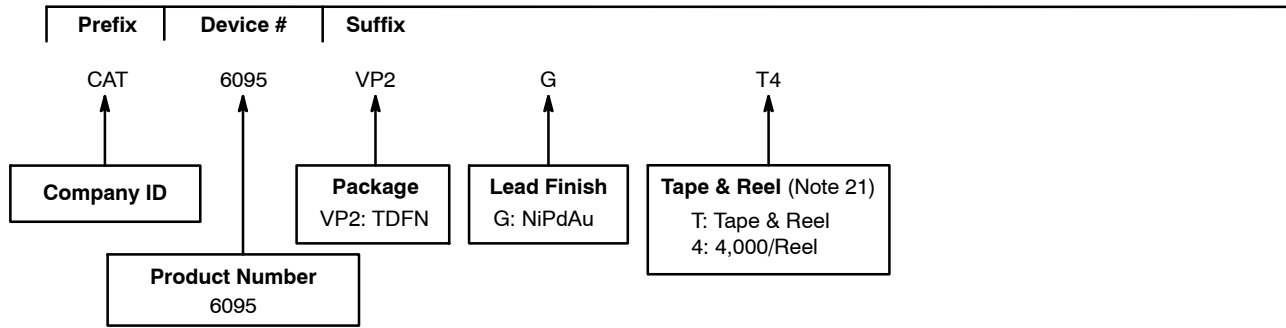 Prefix Device # Suffix
CAT 6095 VP2 G T4
Company ID
Package
VP2: TDFN
Lead Finish
G: NiPdAu
Tape & Reel (Note 21)
T: Tape & Reel
4: 4,000/Reel
Product Number
6095